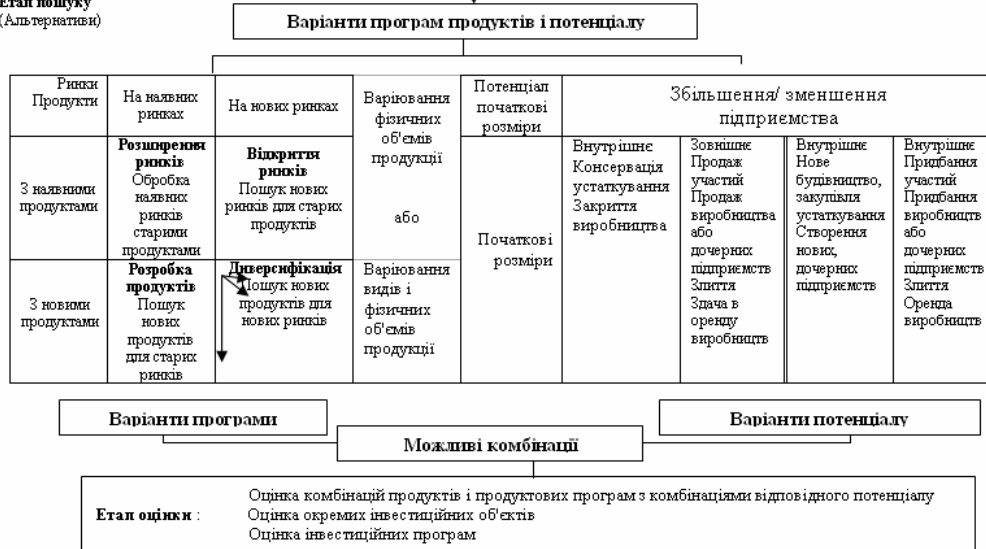 Етап пошуку
(Альтернативи)
Варіанти програм продуктів і потенціалу
Ринки
Продукти
На наявних
ринках
На нових ринках
Варіювання
фізичних
об'ємів
продукції
або
Варіювання
видів і
фізичних
об'ємів
продукції
Потенціал
початкові
розміри
Збільшення/ зменшення
підприємства
З наявними
продуктами
Розширення
ринків
Обробка
наявних
ринків
старими
продуктами
Відкриття
ринків
Пошук нових
ринків для старих
продуктів
Початкові
розміри
Внутрішнє
Консервація
устаткування
Закриття
виробництва
Зовнішнє
Продаж
участий
Продаж
виробництва
або
дочерних
підприємств
Злиття
Здача в
оренду
виробництв
Внутрішнє
Нове
будівництво,
закупівля
устаткування
Створення
нових,
дочерних
підприємств
Внутрішнє
Придбання
участий
Придбання
виробництв
або
дочерних
підприємств
Злиття
Оренда
виробництв
З новими
продуктами
Розробка
продуктів
Пошук
нових
продуктів
для старих
ринків
Диверсифікація
Пошук нових
продуктів для
нових ринків
Варіанти програми
Варіанти потенціалу
Можливі комбінації
Оцінка комбінацій продуктів і продуктових програм з комбінаціями відповідного потенціалу
Етап оцінки : Оцінка окремих інвестиційних об'єктів
Оцінка інвестиційних програм